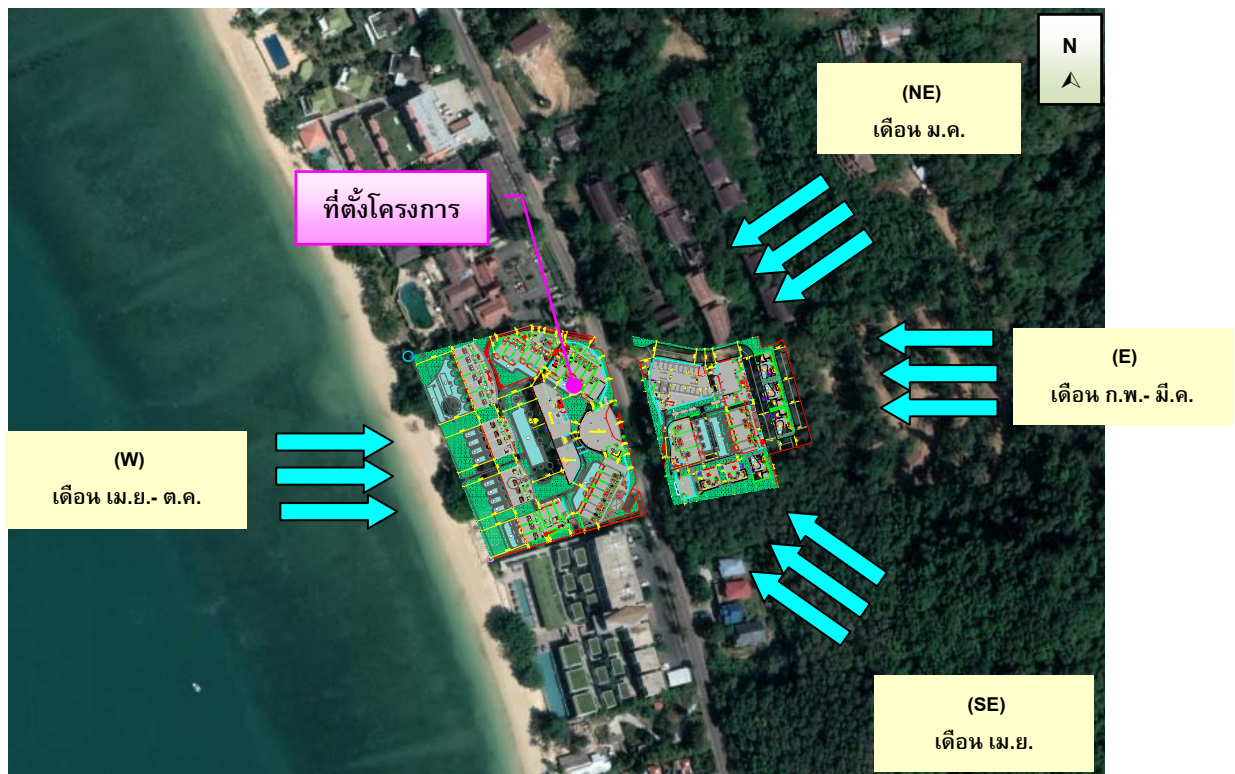 N
(NE)
เดือน ม.ค.
ที่ตั้งโครงการ
(E)
เดือน ก.พ.- มี.ค.
(W)
เดือน เม.ย.- ต.ค.
(SE)
เดือน เม.ย.